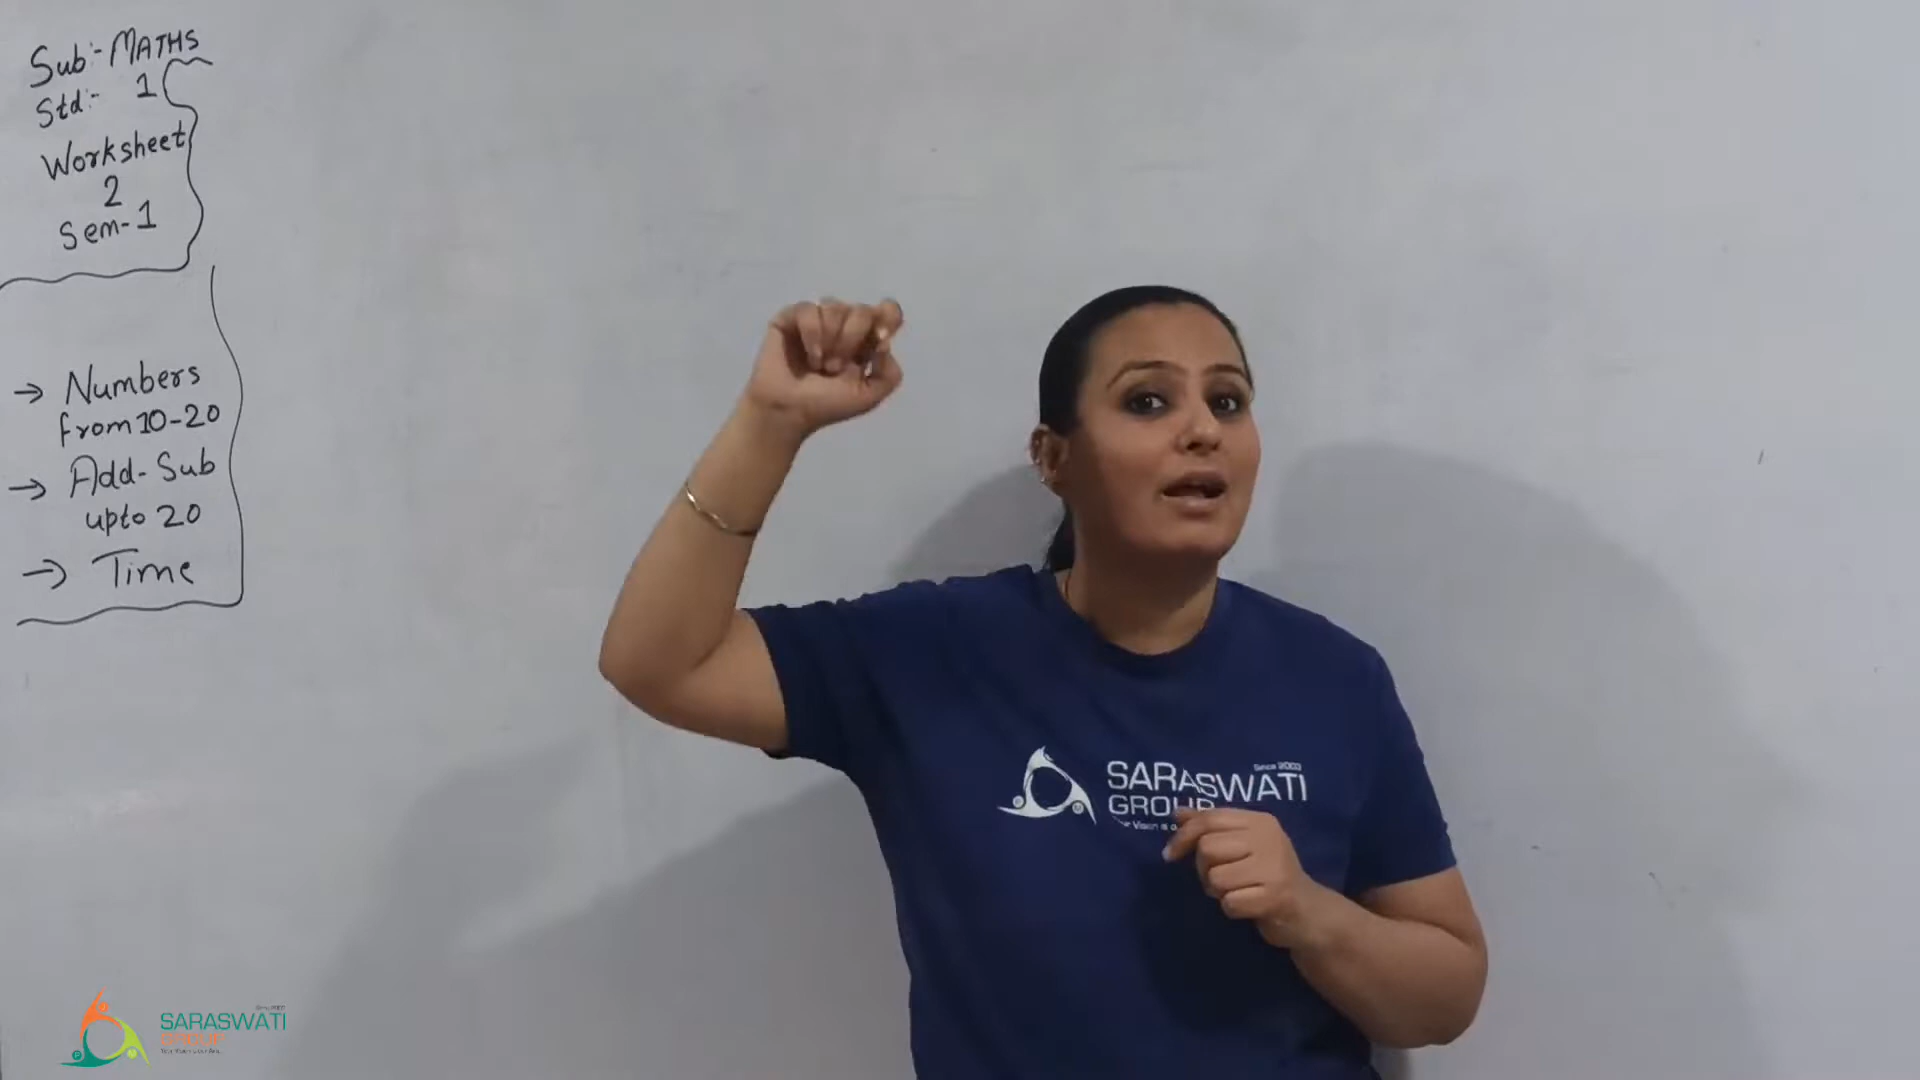 Sub:- MATHS
Std:- 1
Worksheet
2
Sem-1
→ Numbers
from 10-20
→ Add-Sub
upto 20
→ Time
Since 2003
SARASWATI
GROUP
SARASWATI
GROUP